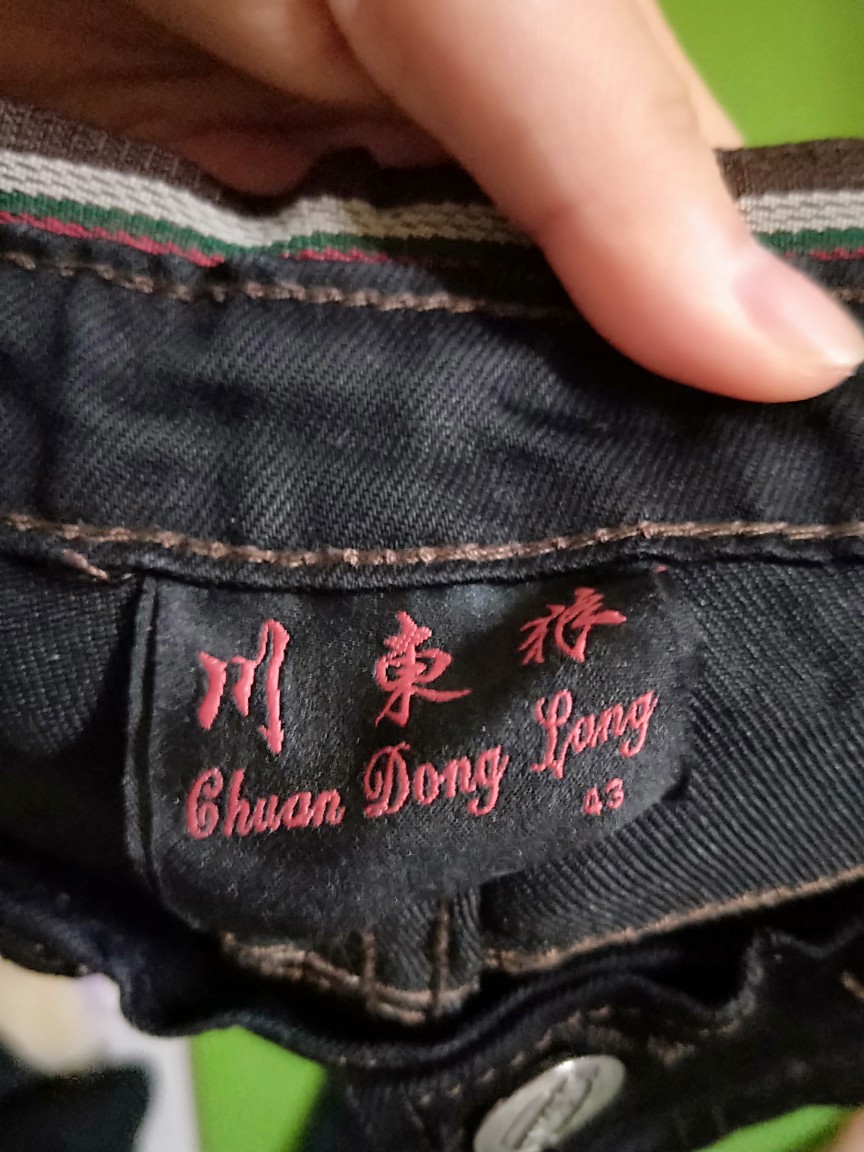 川 東 狼
Chuan Dong Lang
43